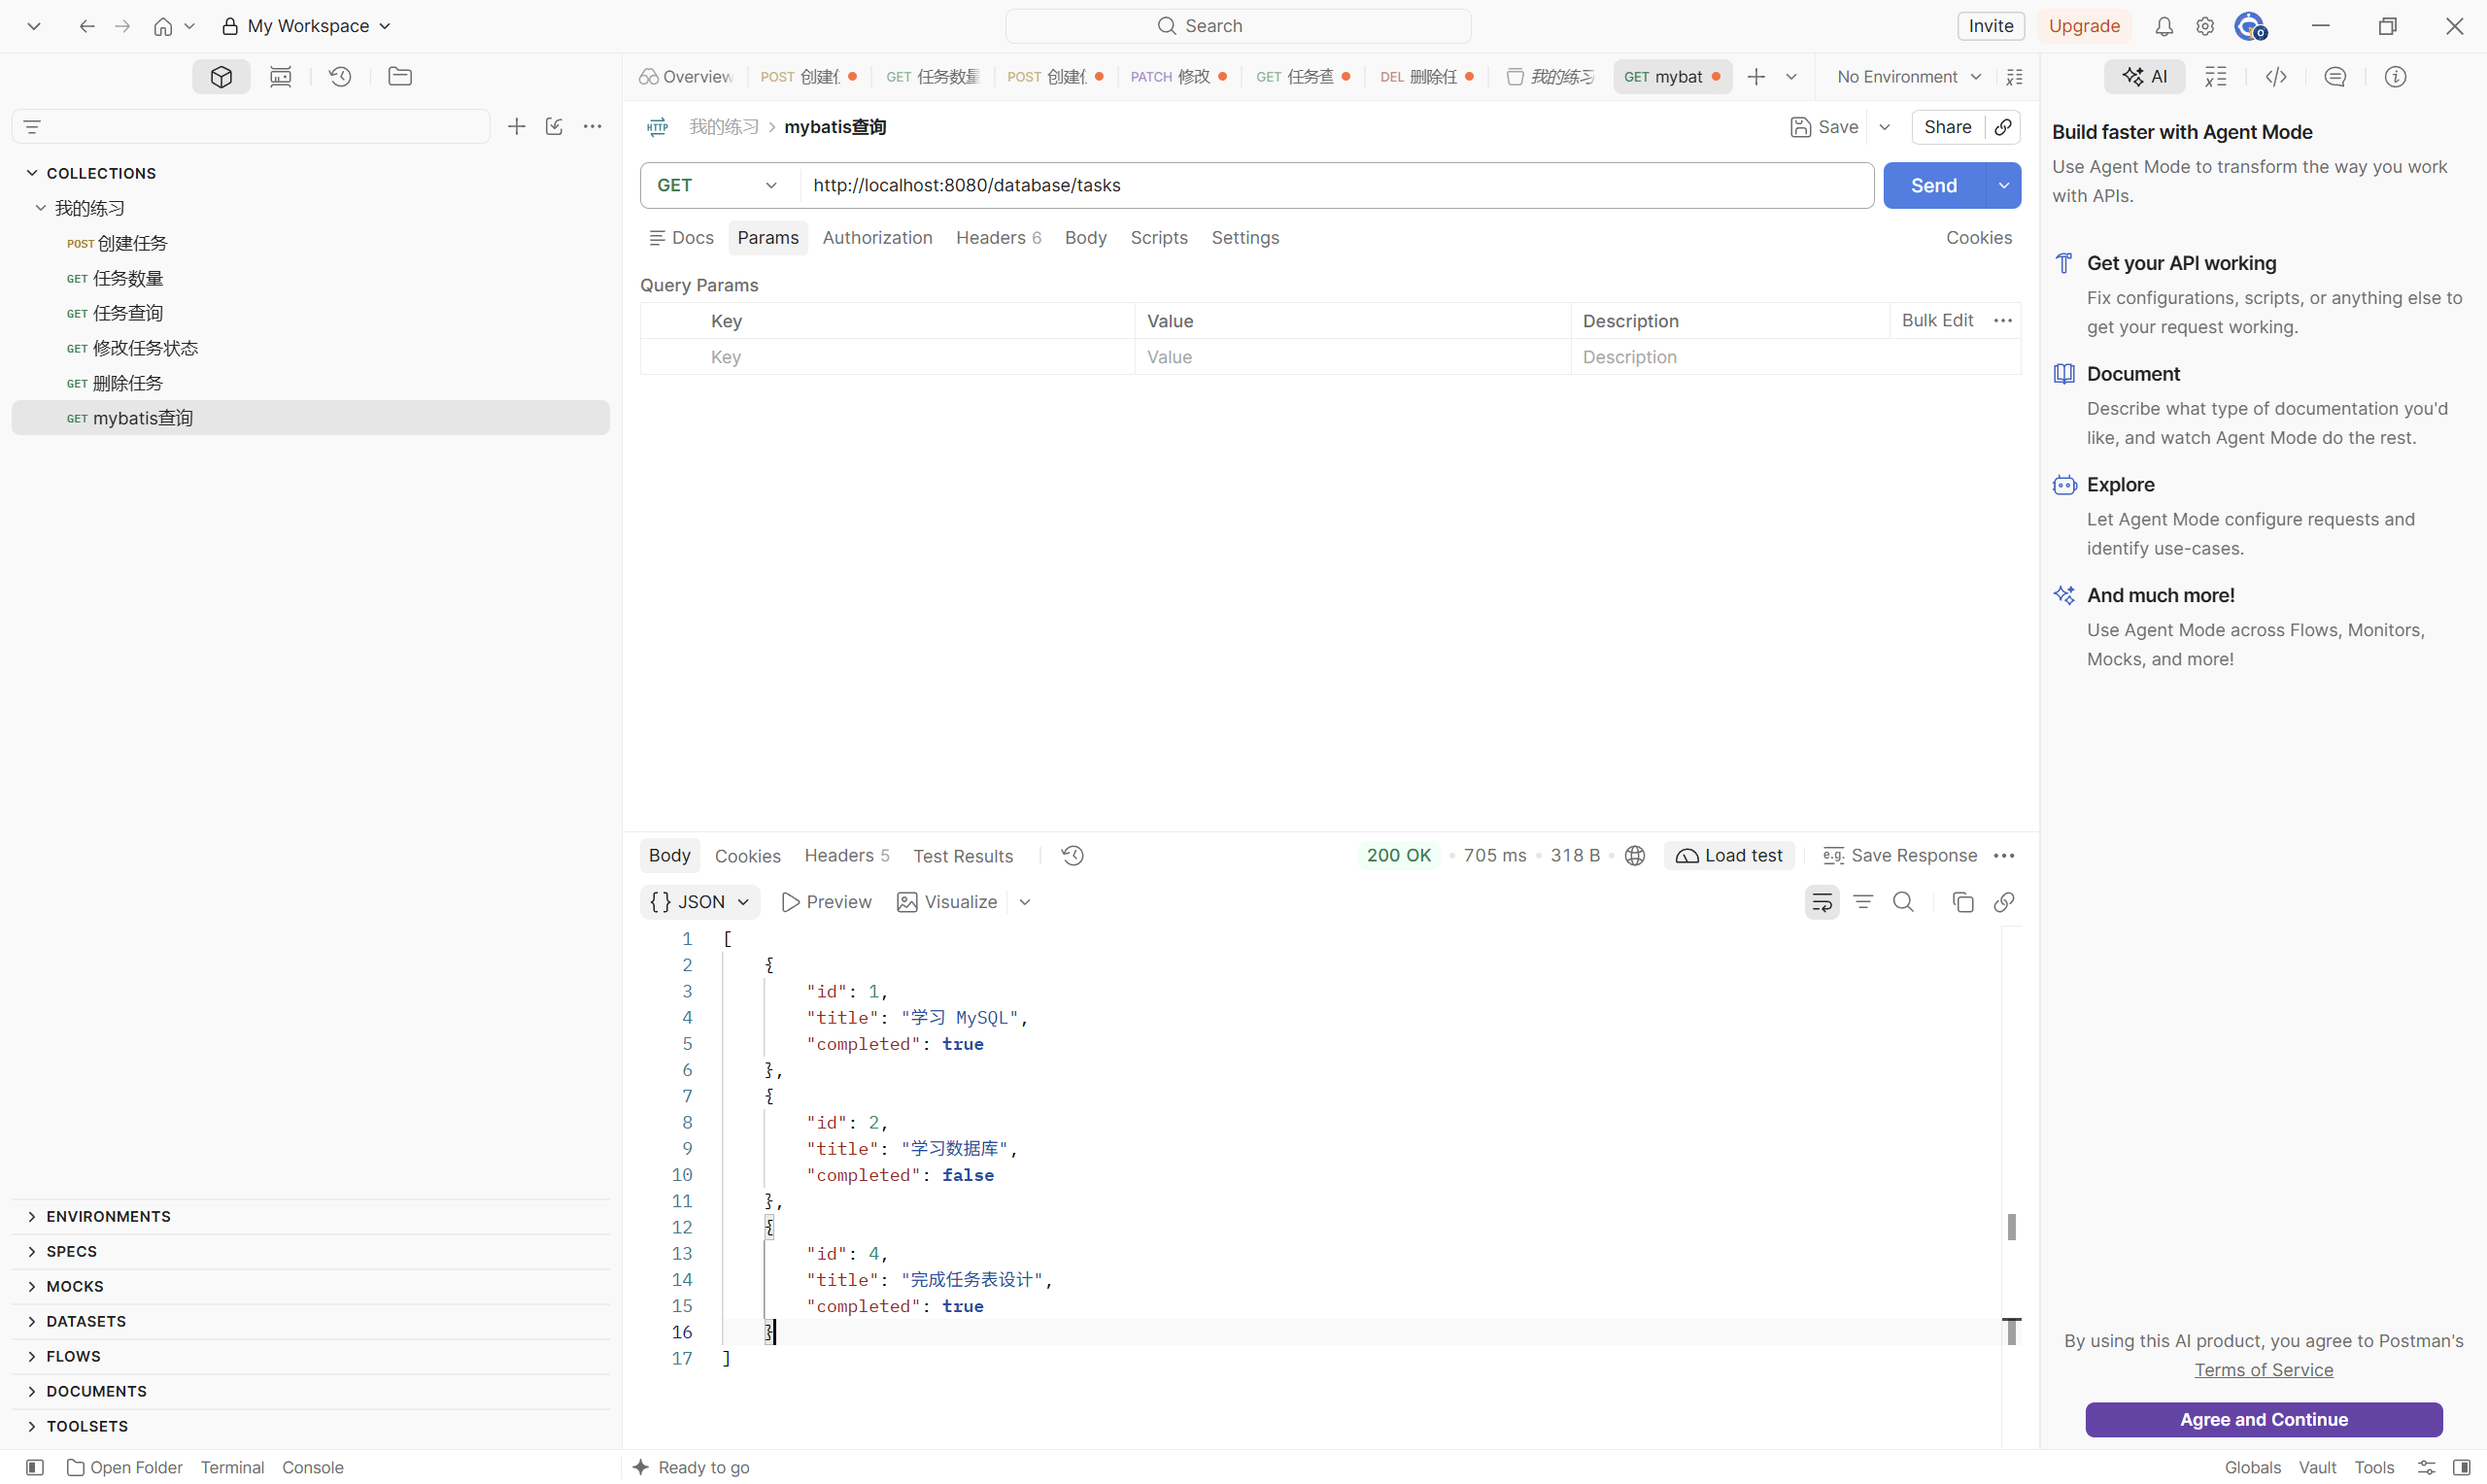 My Workspace
Search
Invite
Upgrade
Overview
POST 创建任
GET 任务数量
POST 创建任
PATCH 修改
GET 任务查
DEL 删除任
我的练习
GET mybat
No Environment
AI
COLLECTIONS
我的练习
POST 创建任务
GET 任务数量
GET 任务查询
GET 修改任务状态
GET 删除任务
GET mybatis查询
ENVIRONMENTS
SPECS
MOCKS
DATASETS
FLOWS
DOCUMENTS
TOOLSETS
HTTP 我的练习 > mybatis查询
Save
Share
GET
http://localhost:8080/database/tasks
Send
Docs Params Authorization Headers 6 Body Scripts Settings
Cookies
Query Params
Key Value Description Bulk Edit
Key Value Description
Body Cookies Headers 5 Test Results
200 OK • 705 ms • 318 B •
Load test
e.g. Save Response
{} JSON
Preview
Visualize
1 [
2 {
3 "id": 1,
4 "title": "学习 MySQL",
5 "completed": true
6 },
7 {
8 "id": 2,
9 "title": "学习数据库",
10 "completed": false
11 },
12 {
13 "id": 4,
14 "title": "完成任务表设计",
15 "completed": true
16 }
17 ]
Build faster with Agent Mode
Use Agent Mode to transform the way you work
with APIs.
Get your API working
Fix configurations, scripts, or anything else to
get your request working.
Document
Describe what type of documentation you'd
like, and watch Agent Mode do the rest.
Explore
Let Agent Mode configure requests and
identify use-cases.
And much more!
Use Agent Mode across Flows, Monitors,
Mocks, and more!
By using this AI product, you agree to Postman's
Terms of Service
Agree and Continue
Open Folder Terminal Console
Ready to go
Globals Vault Tools